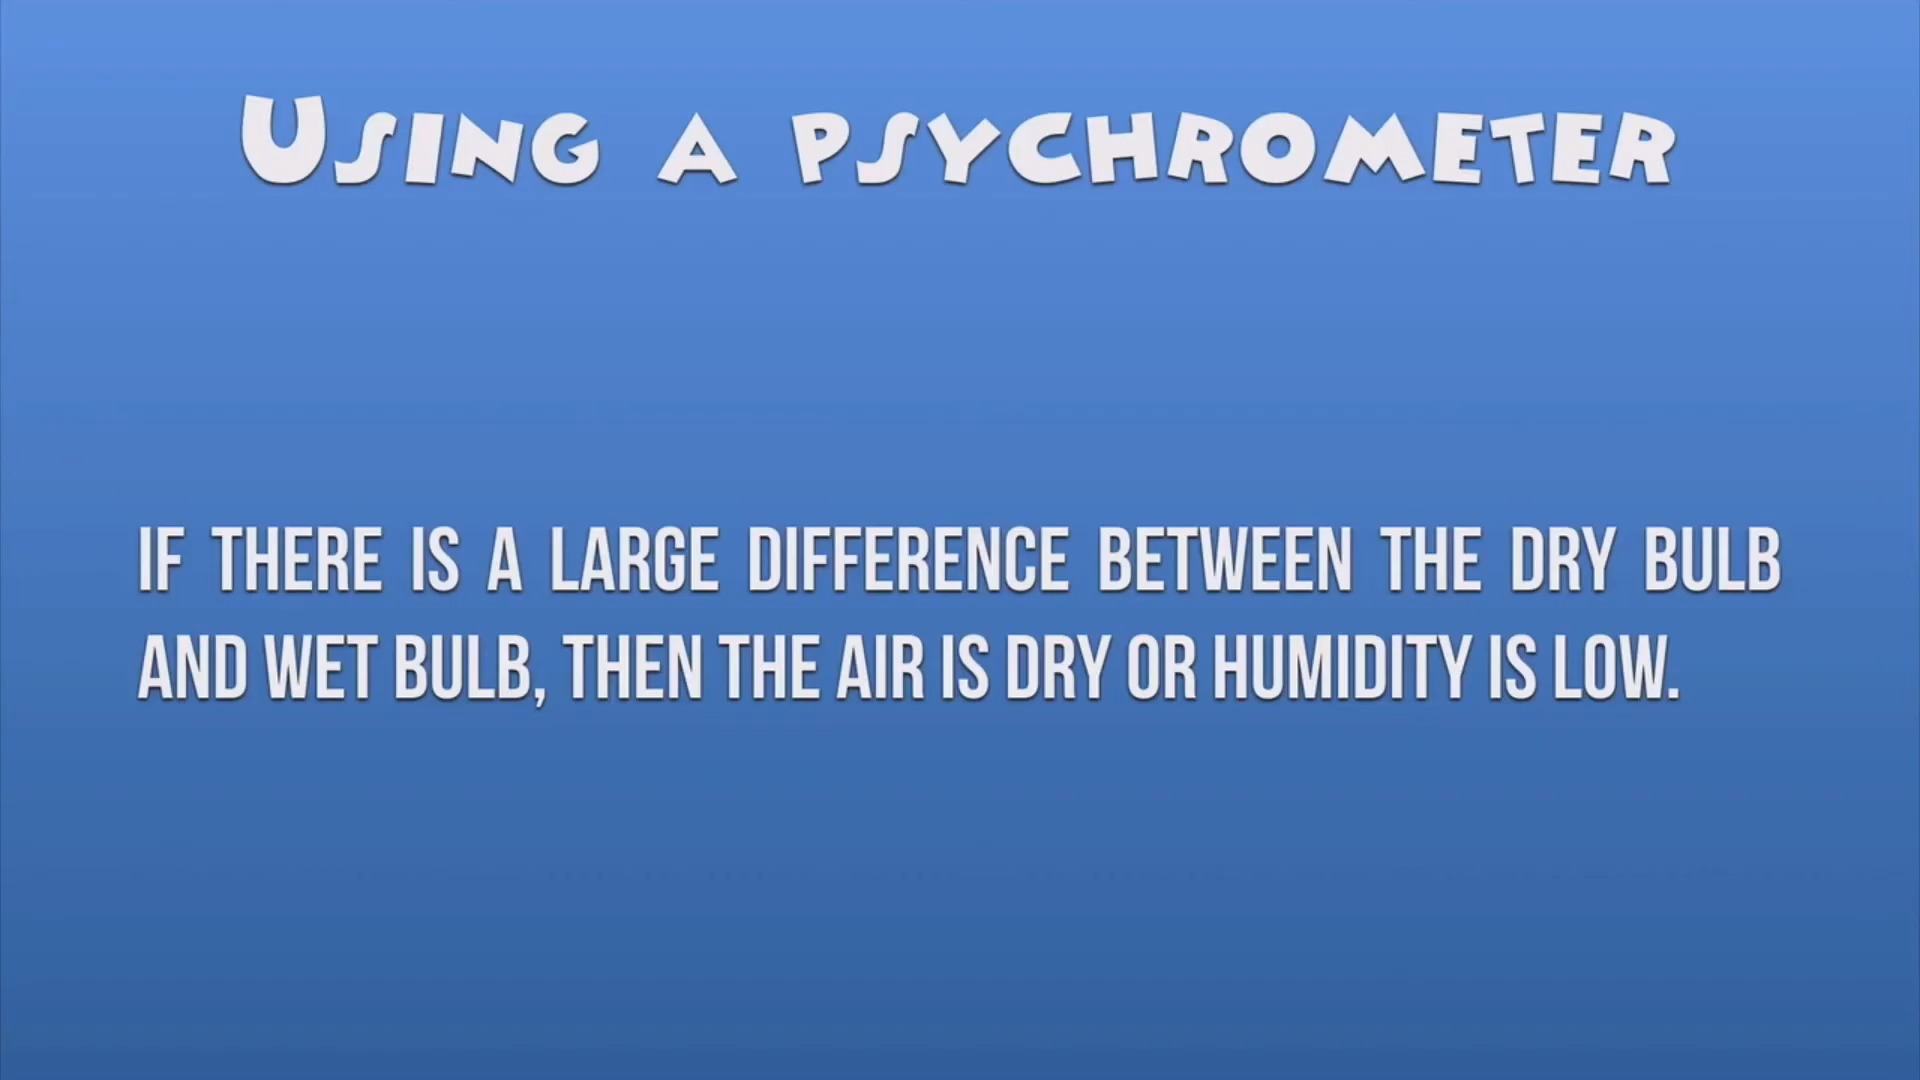 Using a psychrometer
IF THERE IS A LARGE DIFFERENCE BETWEEN THE DRY BULB
AND WET BULB, THEN THE AIR IS DRY OR HUMIDITY IS LOW.